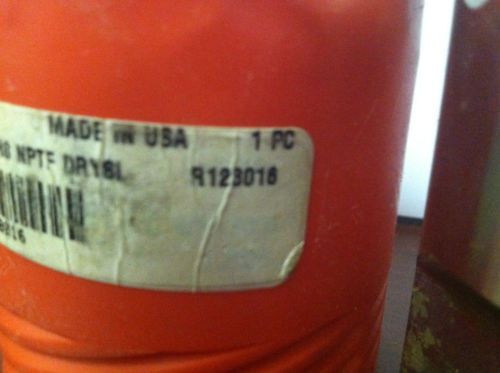 MADE IN USA 1 PC
NPTF DRYSL R123016